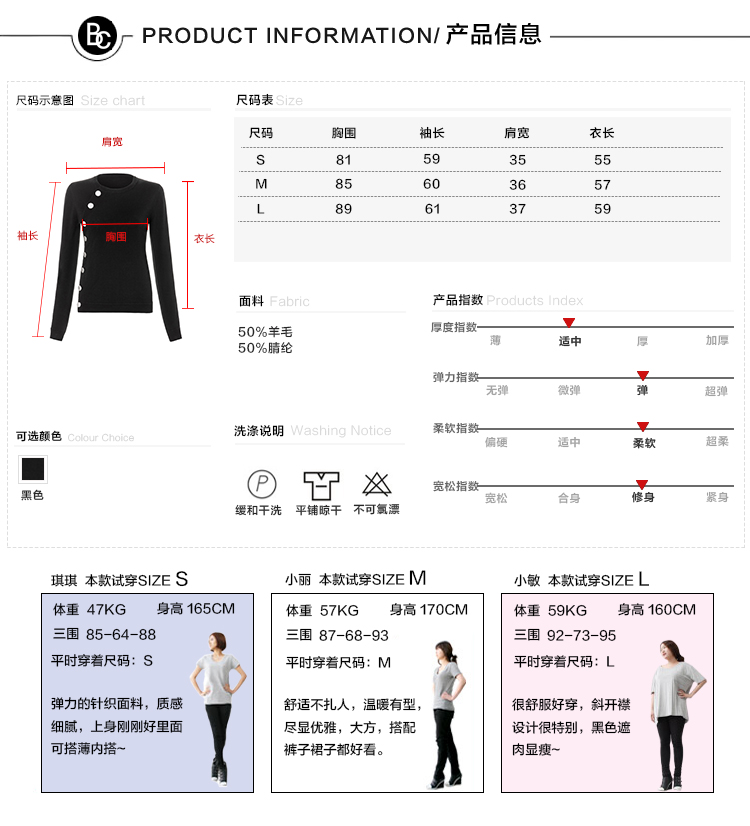 BC
PRODUCT INFORMATION/ 产品信息
尺码示意图 Size chart
肩宽
袖长
胸围
衣长
尺码表Size
尺码 胸围 袖长 肩宽 衣长
S 81 59 35 55
M 85 60 36 57
L 89 61 37 59
面料 Fabric
50%羊毛
50%腈纶
产品指数 Products Index
厚度指数
薄 适中 厚 加厚
弹力指数
无弹 微弹 弹 超弹
柔软指数
偏硬 适中 柔软 超柔
宽松指数
宽松 合身 修身 紧身
可选颜色 Colour Choice
黑色
洗涤说明 Washing Notice
P
缓和干洗 平铺晾干 不可氯漂
琪琪 本款试穿SIZE S
体重 47KG 身高 165CM
三围 85-64-88
平时穿着尺码：S
弹力的针织面料，质感
细腻，上身刚刚好里面
可搭薄内搭~
小丽 本款试穿SIZE M
体重 57KG 身高 170CM
三围 87-68-93
平时穿着尺码：M
舒适不扎人，温暖有型，
尽显优雅，大方，搭配
裤子裙子都好看。
小敏 本款试穿SIZE L
体重 59KG 身高 160CM
三围 92-73-95
平时穿着尺码：L
很舒服好穿，斜开襟
设计很特别，黑色遮
肉显瘦~